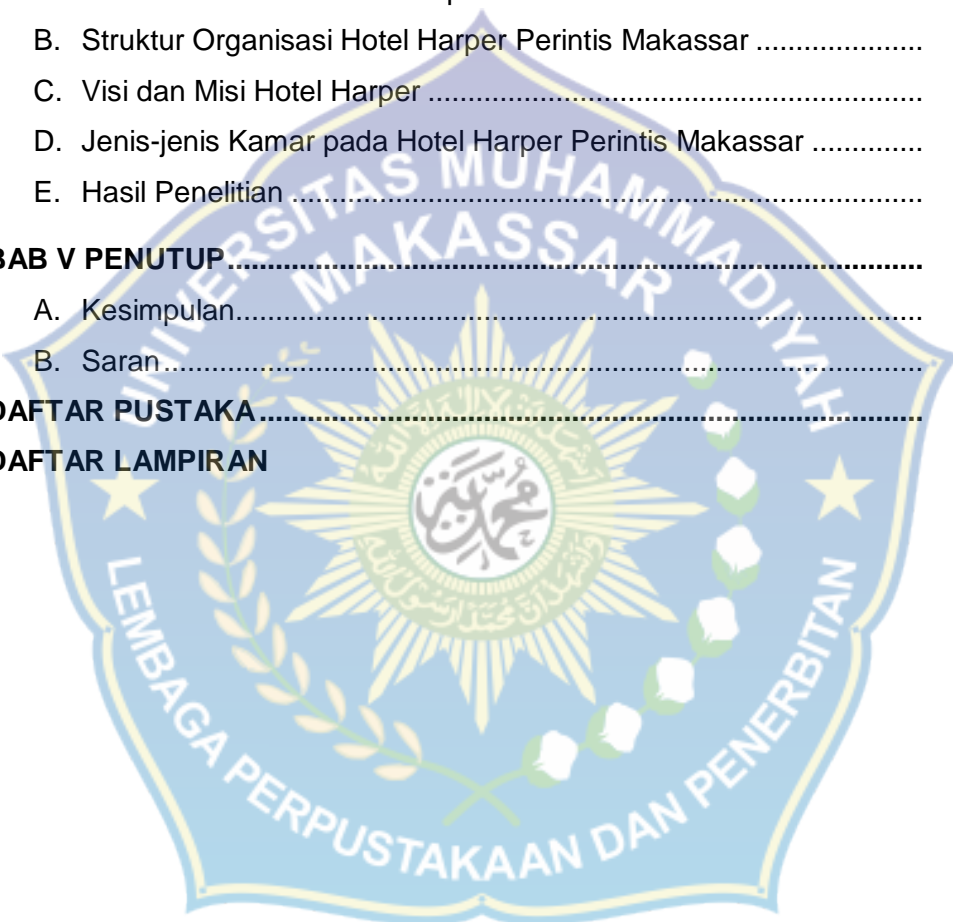 B. Struktur Organisasi Hotel Harper Perintis Makassar .....................
C. Visi dan Misi Hotel Harper ...............................................................
D. Jenis-jenis Kamar pada Hotel Harper Perintis Makassar ..............
E. Hasil Penelitian ................................................................................
BAB V PENUTUP.......................................................................................
A. Kesimpulan.......................................................................................
B. Saran................................................................................................
DAFTAR PUSTAKA...................................................................................
DAFTAR LAMPIRAN
UNIVERSITAS MUHAMMADIYAH
MAKASSAR
محمد
LEMBAGA PERPUSTAKAAN DAN PENERBITAN